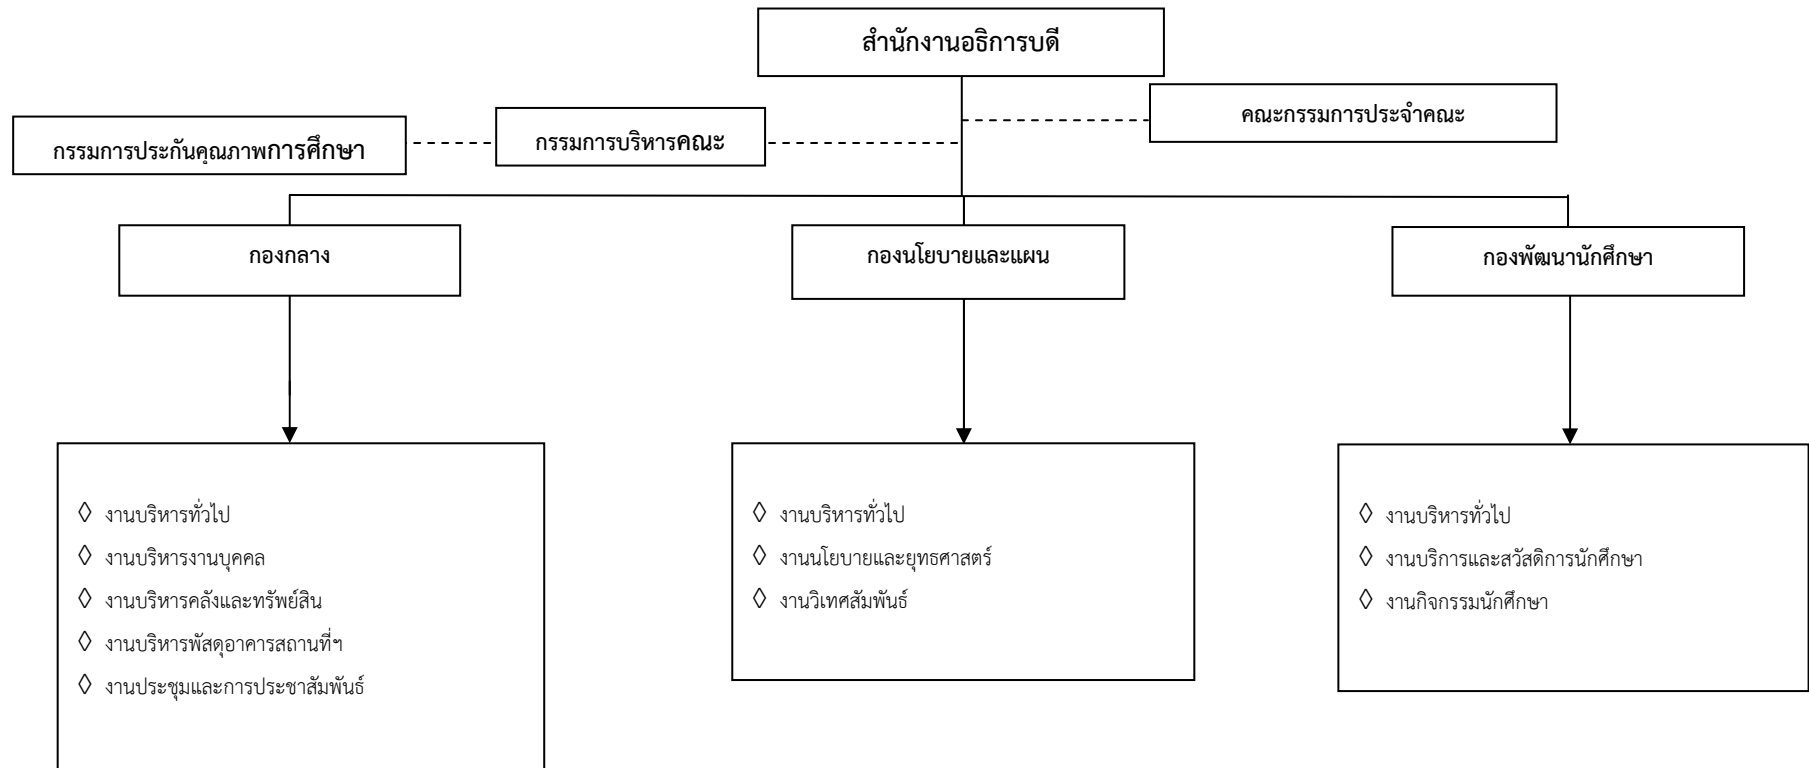 สำนักงานอธิการบดี
คณะกรรมการประจำคณะ
กรรมการบริหารคณะ
กรรมการประกันคุณภาพการศึกษา
กองกลาง
กองนโยบายและแผน
กองพัฒนานักศึกษา
◊ งานบริหารทั่วไป
◊ งานบริหารงานบุคคล
◊ งานบริหารคลังและทรัพย์สิน
◊ งานบริหารพัสดุอาคารสถานที่ฯ
◊ งานประชุมและการประชาสัมพันธ์
◊ งานบริหารทั่วไป
◊ งานนโยบายและยุทธศาสตร์
◊ งานวิเทศสัมพันธ์
◊ งานบริหารทั่วไป
◊ งานบริการและสวัสดิการนักศึกษา
◊ งานกิจกรรมนักศึกษา